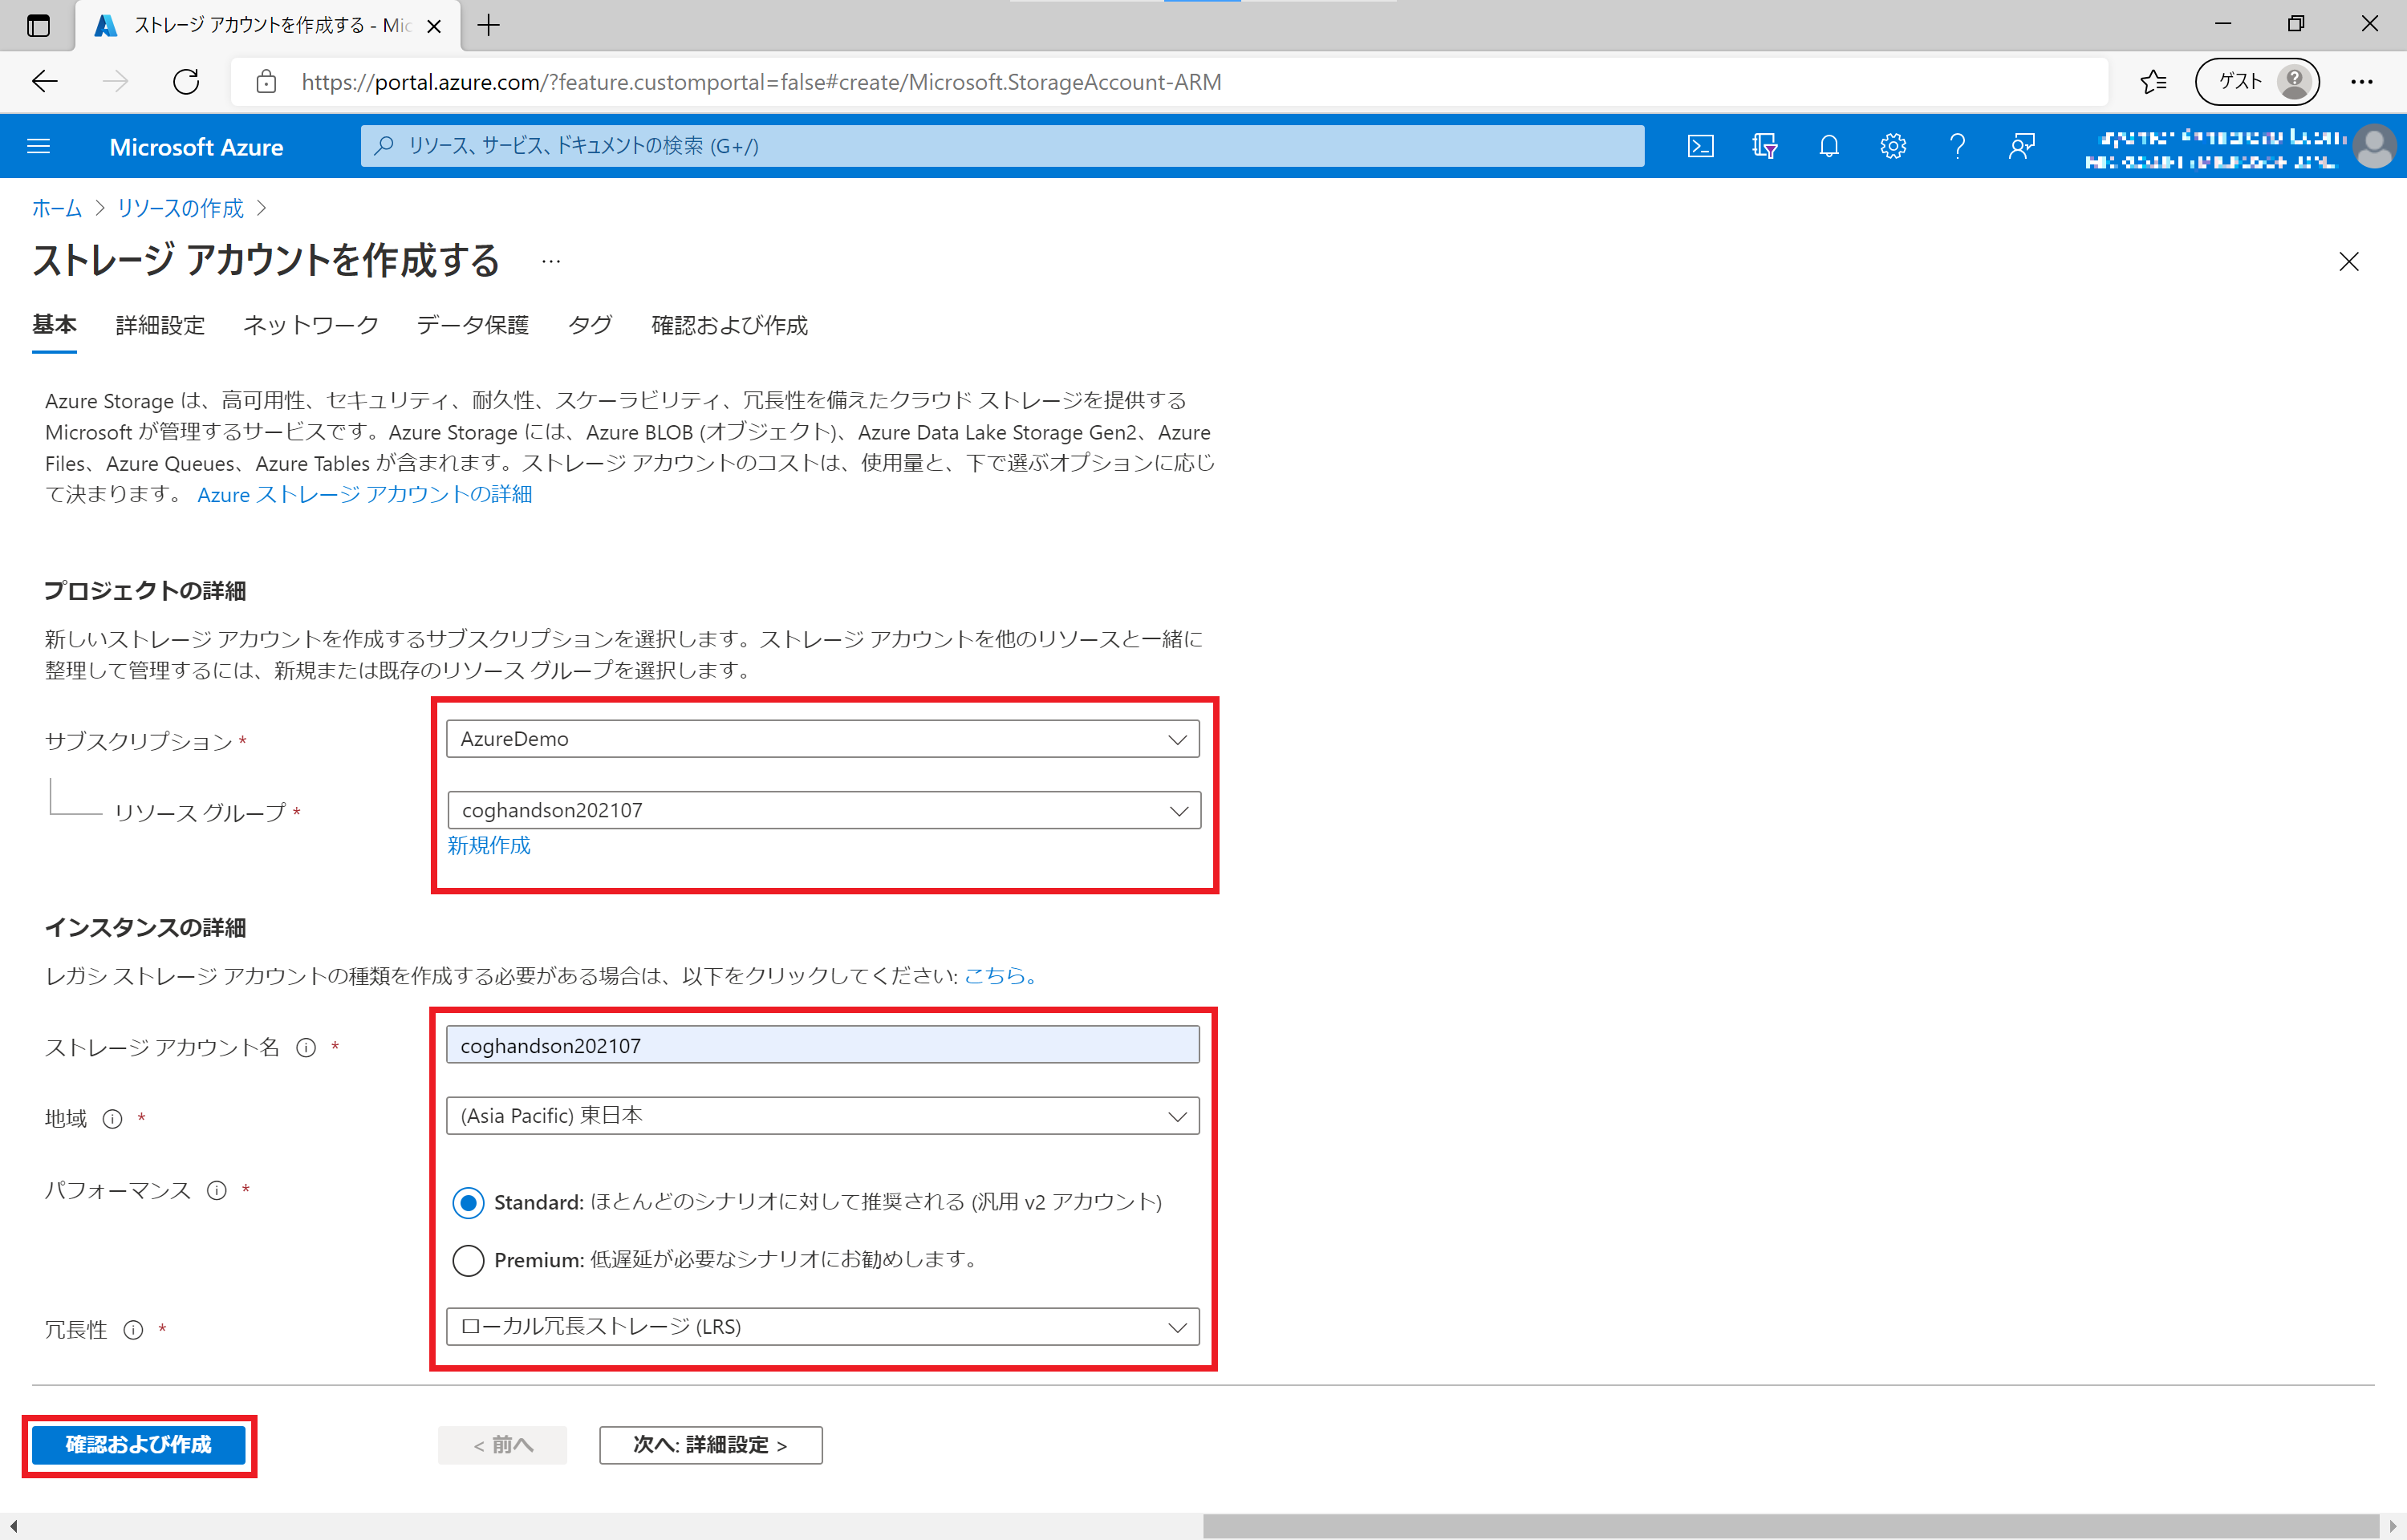 ストレージ アカウントを作成する - Mic
https://portal.azure.com/?feature.customportal=false#create/Microsoft.StorageAccount-ARM
ゲスト
Microsoft Azure
リソース、サービス、ドキュメントの検索 (G+/)
ホーム > リソースの作成 >
ストレージ アカウントを作成する ...
基本 詳細設定 ネットワーク データ保護 タグ 確認および作成
Azure Storage は、高可用性、セキュリティ、耐久性、スケーラビリティ、冗長性を備えたクラウド ストレージを提供する
Microsoft が管理するサービスです。Azure Storage には、Azure BLOB (オブジェクト)、Azure Data Lake Storage Gen2、Azure
Files、Azure Queues、Azure Tables が含まれます。ストレージ アカウントのコストは、使用量と、下で選ぶオプションに応じ
て決まります。 Azure ストレージ アカウントの詳細
プロジェクトの詳細
新しいストレージ アカウントを作成するサブスクリプションを選択します。ストレージ アカウントを他のリソースと一緒に
整理して管理するには、新規または既存のリソース グループを選択します。
サブスクリプション *
AzureDemo
リソース グループ *
coghandson202107
新規作成
インスタンスの詳細
レガシ ストレージ アカウントの種類を作成する必要がある場合は、以下をクリックしてください: こちら。
ストレージ アカウント名 *
coghandson202107
地域 *
(Asia Pacific) 東日本
パフォーマンス *
Standard: ほとんどのシナリオに対して推奨される (汎用 v2 アカウント)
Premium: 低遅延が必要なシナリオにお勧めします。
冗長性 *
ローカル冗長ストレージ (LRS)
確認および作成
< 前へ
次へ: 詳細設定 >